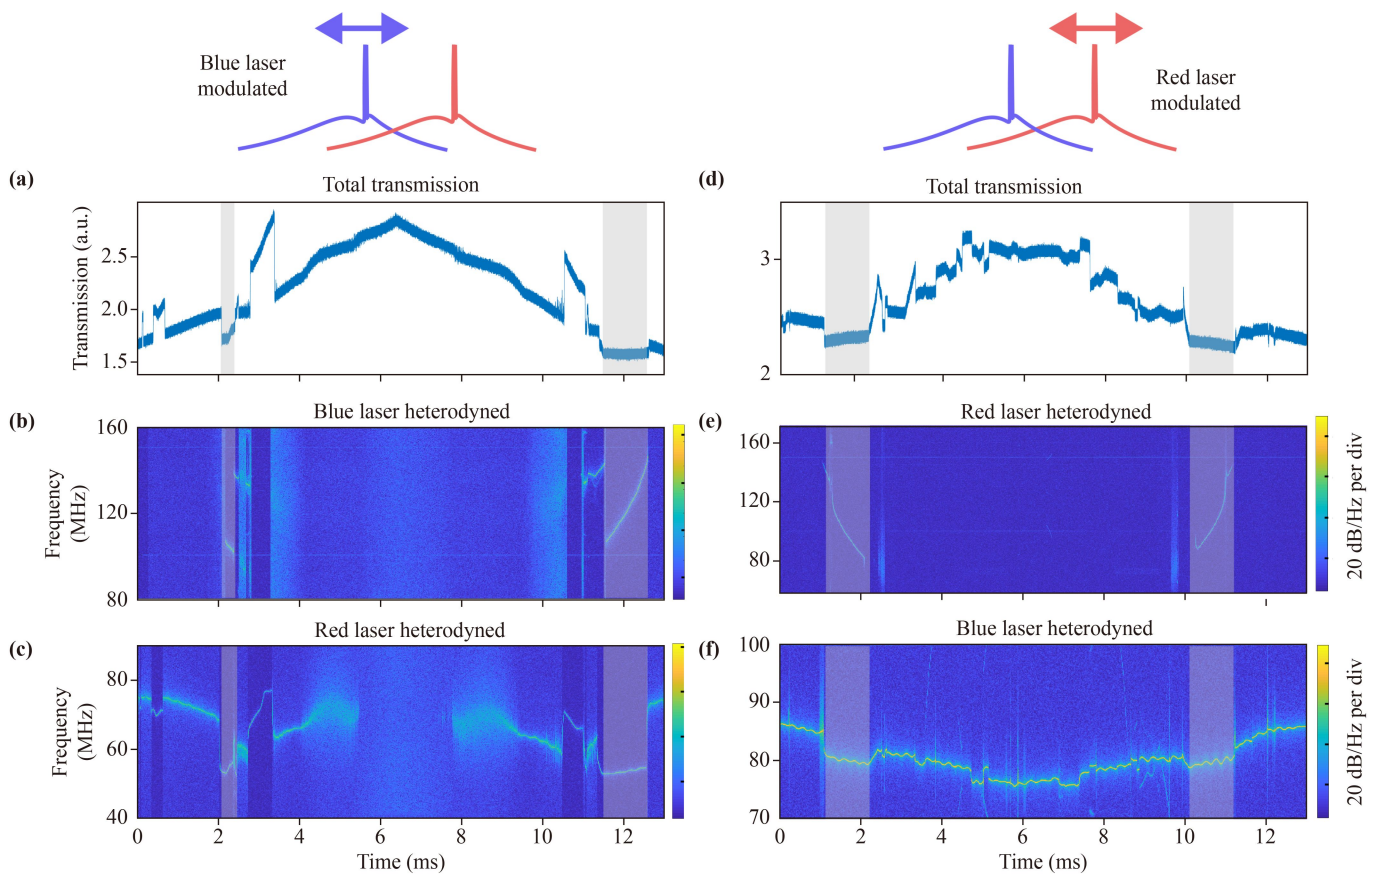 Blue laser
modulated
Red laser
modulated
(a)
Total transmission
Transmission (a.u.)
2.5
2.0
1.5
(b)
Blue laser heterodyned
Frequency
(MHz)
160
120
80
(c)
Red laser heterodyned
Frequency
(MHz)
80
60
40
0
2
4
6
8
10
12
Time (ms)
(d)
Total transmission
3
2
(e)
Red laser heterodyned
160
120
80
20 dB/Hz per div
(f)
Blue laser heterodyned
100
90
80
70
20 dB/Hz per div
0
2
4
6
8
10
12
Time (ms)